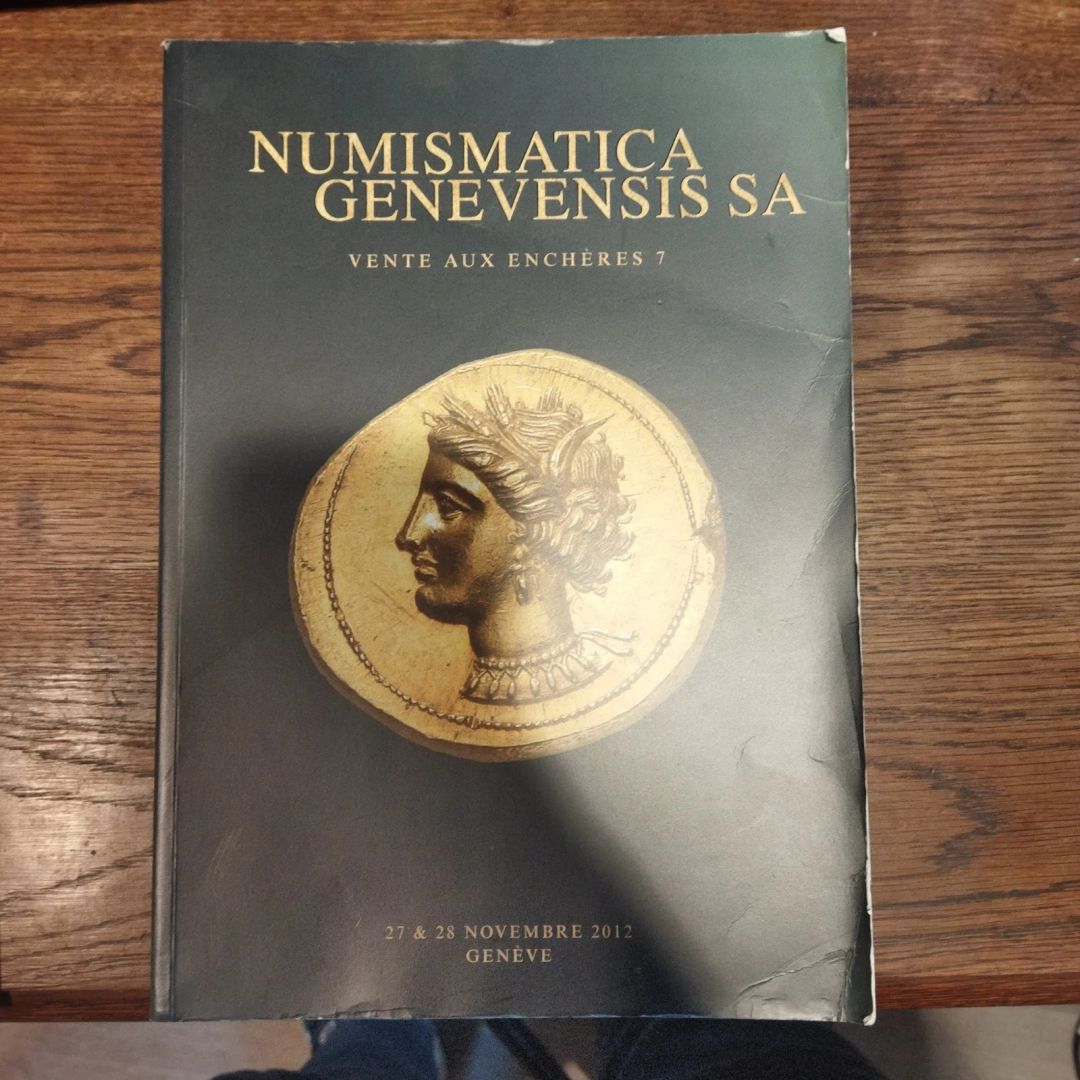 NUMISMATICA
GENEVENSIS SA
VENTE AUX ENCHÈRES 7
27 & 28 NOVEMBRE 2012
GENÈVE